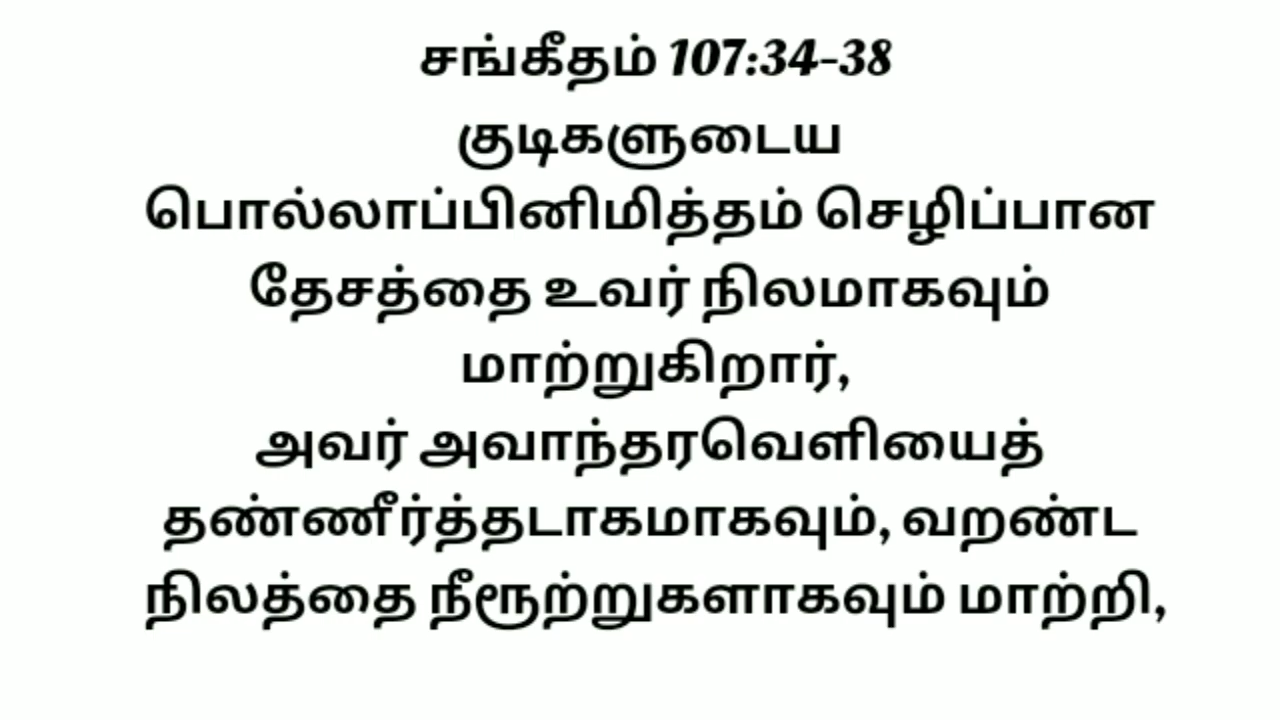 சங்கீதம் 107:34-38
குடிகளுடைய
பொல்லாப்பினிமித்தம் செழிப்பான
தேசத்தை உவர் நிலமாகவும்
மாற்றுகிறார்,
அவர் அவாந்தரவெளியைத்
தண்ணீர்த்தடாகமாகவும், வறண்ட
நிலத்தை நீரூற்றுகளாகவும் மாற்றி,